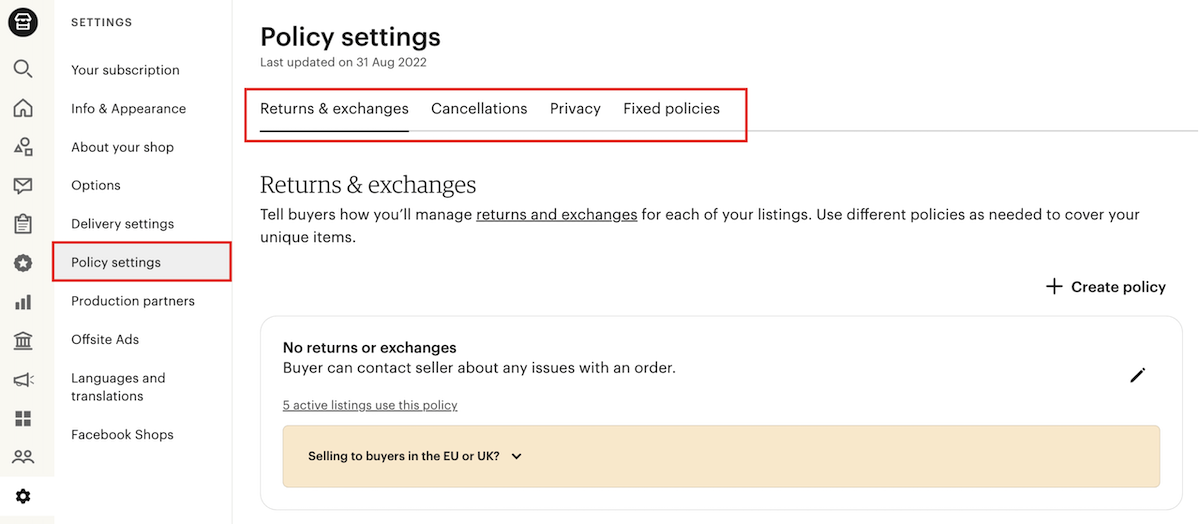 SETTINGS
Your subscription
Info & Appearance
About your shop
Options
Delivery settings
Policy settings
Production partners
Offsite Ads
Languages and
translations
Facebook Shops
Policy settings
Last updated on 31 Aug 2022
Returns & exchanges Cancellations Privacy Fixed policies
Returns & exchanges
Tell buyers how you’ll manage returns and exchanges for each of your listings. Use different policies as needed to cover your
unique items.
Create policy
No returns or exchanges
Buyer can contact seller about any issues with an order.
5 active listings use this policy
Selling to buyers in the EU or UK?